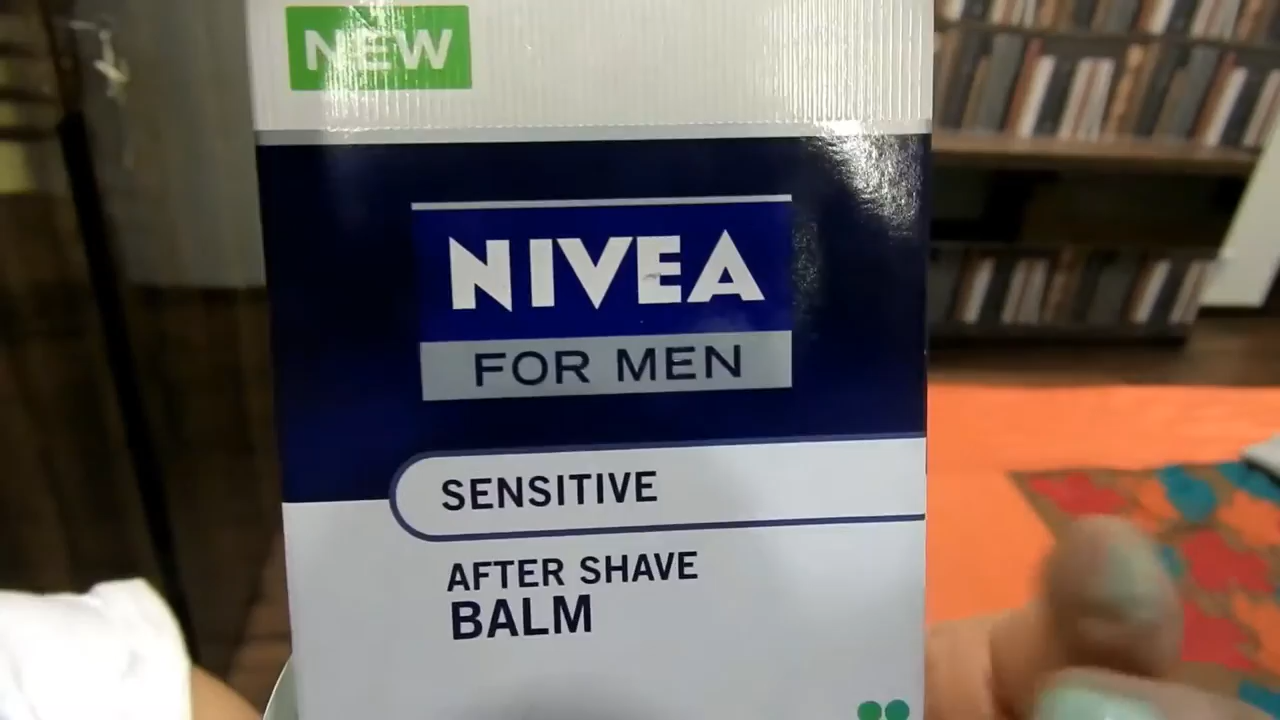 NEW
NIVEA
FOR MEN
SENSITIVE
AFTER SHAVE
BALM